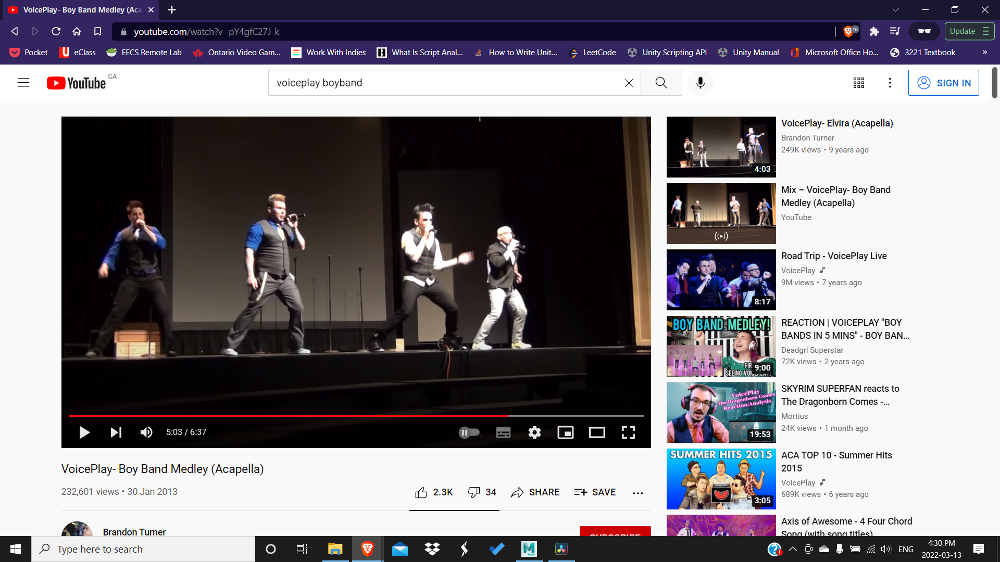 VoicePlay- Boy Band Medley (Aca
youtube.com/watch?v=pY4gfC27J-k
16
Update
Pocket
eClass
EECS Remote Lab
Ontario Video Gam...
Work With Indies
What Is Script Anal...
How to Write Unit...
LeetCode
Unity Scripting API
Unity Manual
Microsoft Office Ho...
3221 Textbook
»
YouTube CA
voiceplay boyband
SIGN IN
5:03 / 6:37
VoicePlay- Boy Band Medley (Acapella)
232,601 views • 30 Jan 2013
2.3K
34
SHARE
SAVE
Brandon Turner
SUBSCRIBE
VoicePlay- Elvira (Acapella)
Brandon Turner
249K views • 9 years ago
4:03
Mix – VoicePlay- Boy Band
Medley (Acapella)
YouTube
Road Trip - VoicePlay Live
VoicePlay
9M views • 7 years ago
8:17
BOY BAND MEDLEY!
SEEING VOICEPLAY!
9:00
REACTION | VOICEPLAY "BOY
BANDS IN 5 MINS" - BOY BAN...
Deadgrl Superstar
72K views • 2 years ago
VoicePlay
The Dragonborn Comes
Reaction/Analysis
19:53
SKYRIM SUPERFAN reacts to
The Dragonborn Comes -...
Mortius
24K views • 1 month ago
SUMMER HITS 2015
3:05
ACA TOP 10 - Summer Hits
2015
VoicePlay
689K views • 6 years ago
Axis of Awesome - 4 Four Chord
Song (with song titles)
Type here to search
ENG
4:30 PM
2022-03-13